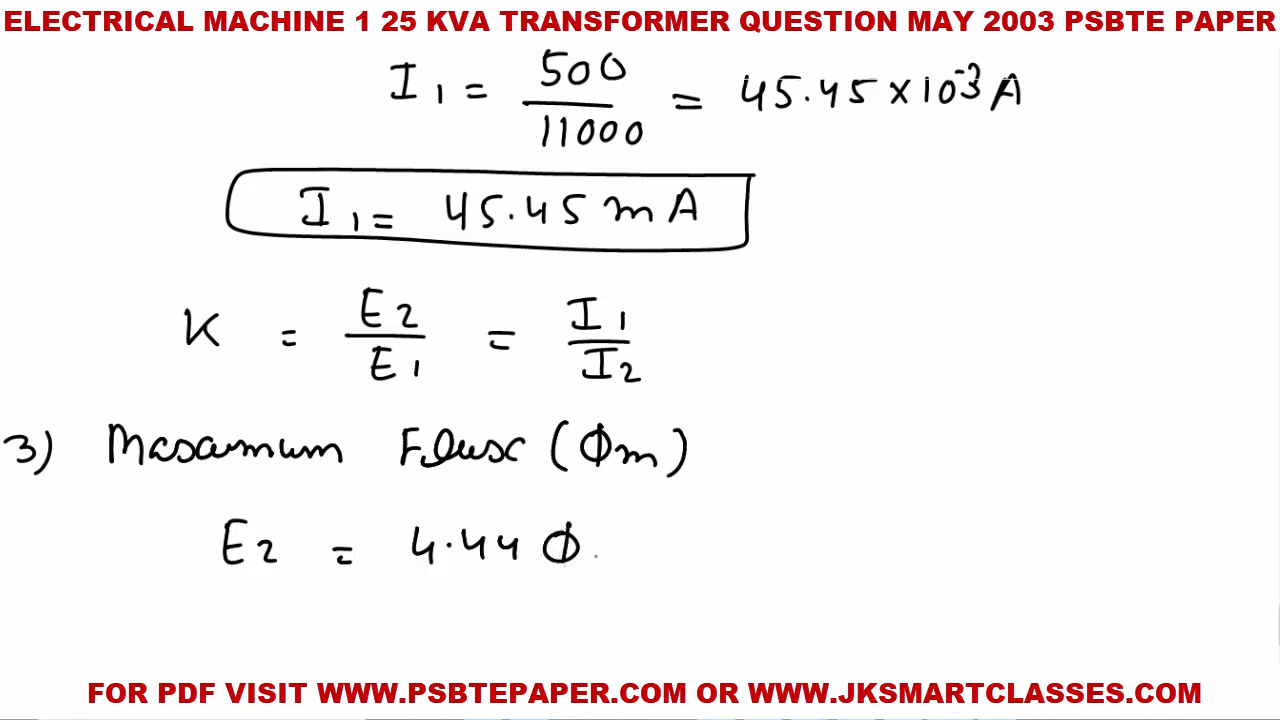 ELECTRICAL MACHINE 1 25 KVA TRANSFORMER QUESTION MAY 2003 PSBTE PAPER
I1 = 500/11000 = 45.45 × 10⁻³ A
I1 = 45.45 mA
K = E2/E1 = I1/I2
3) Maximum Flux (Φm)
E2 = 4.44 Φ
FOR PDF VISIT WWW.PSBTEPAPER.COM OR WWW.JKSMARTCLASSES.COM